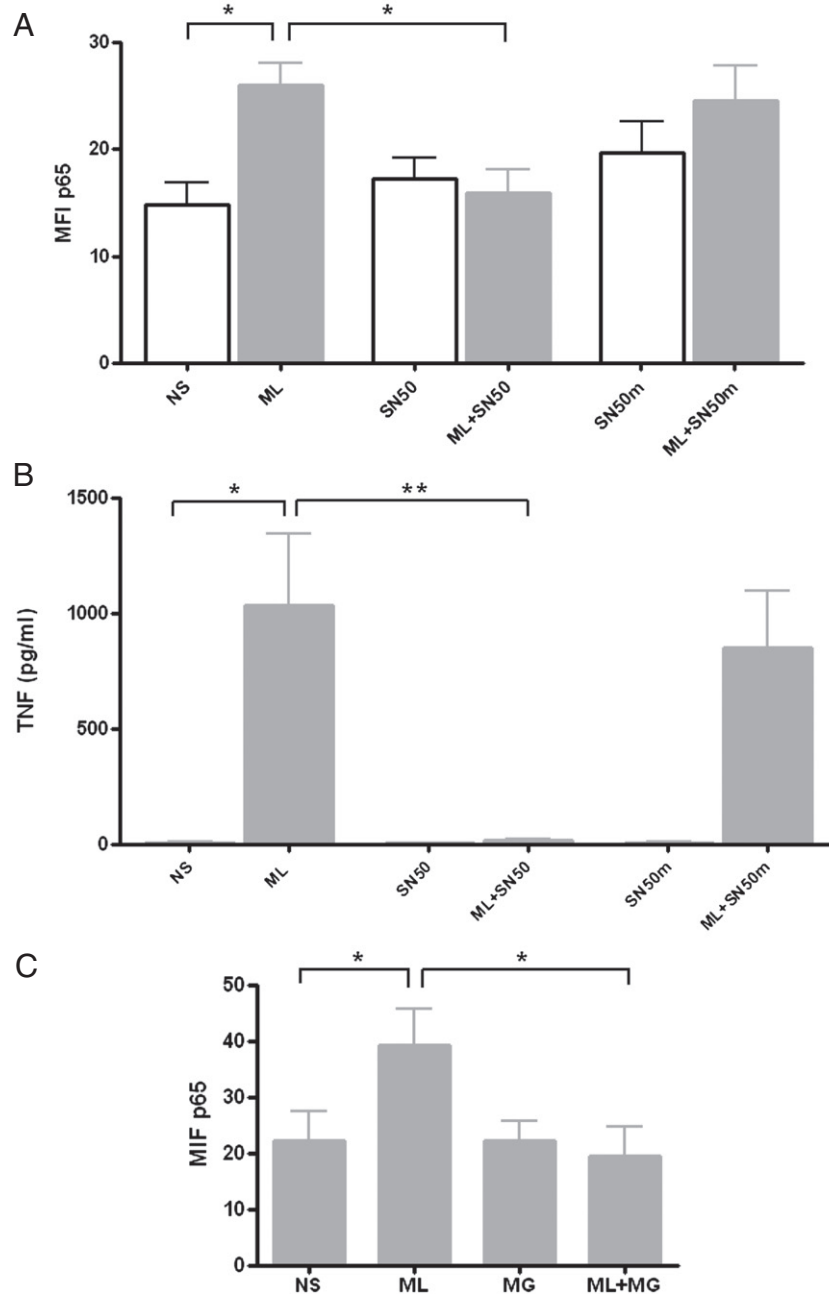 A
* *
30
20
10
0
MFI p65
NS ML SN50 ML+SN50 SN50m ML+SN50m
B
* **
1500
1000
500
0
TNF (pg/ml)
NS ML SN50 ML+SN50 SN50m ML+SN50m
C
* *
50
40
30
20
10
0
MIF p65
NS ML MG ML+MG